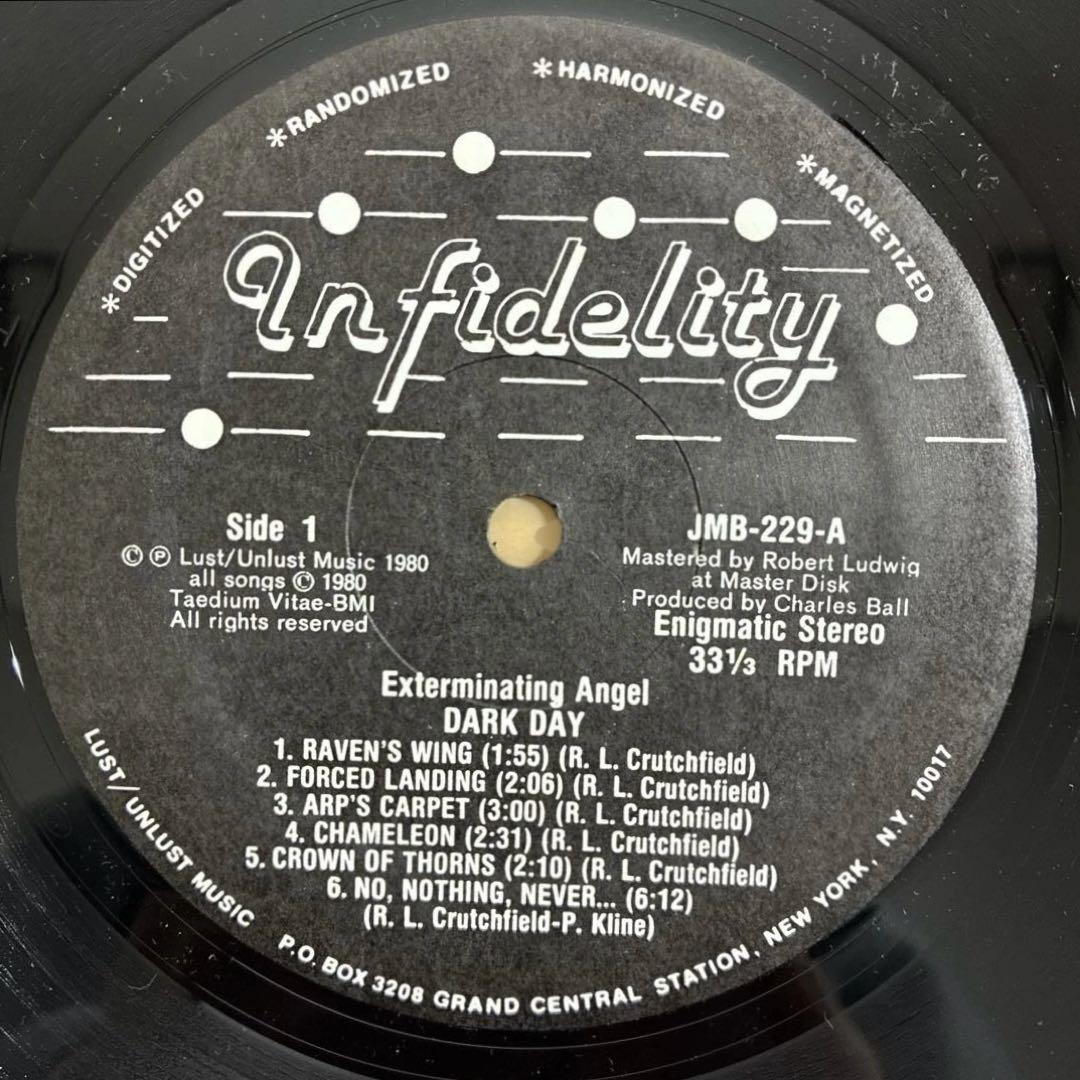 *DIGITIZED
*RANDOMIZED
*HARMONIZED
*MAGNETIZED
Infidelity
Side 1
© ℗ Lust/Unlust Music 1980
all songs © 1980
Taedium Vitae-BMI
All rights reserved
JMB-229-A
Mastered by Robert Ludwig
at Master Disk
Produced by Charles Ball
Enigmatic Stereo
33⅓ RPM
Exterminating Angel
DARK DAY
1. RAVEN'S WING (1:55) (R. L. Crutchfield)
2. FORCED LANDING (2:06) (R. L. Crutchfield)
3. ARP'S CARPET (3:00) (R. L. Crutchfield)
4. CHAMELEON (2:31) (R. L. Crutchfield)
5. CROWN OF THORNS (2:10) (R. L. Crutchfield)
6. NO, NOTHING, NEVER... (6:12)
(R. L. Crutchfield-P. Kline)
LUST/UNLUST MUSIC P.O. BOX 3208 GRAND CENTRAL STATION, NEW YORK, N.Y. 10017